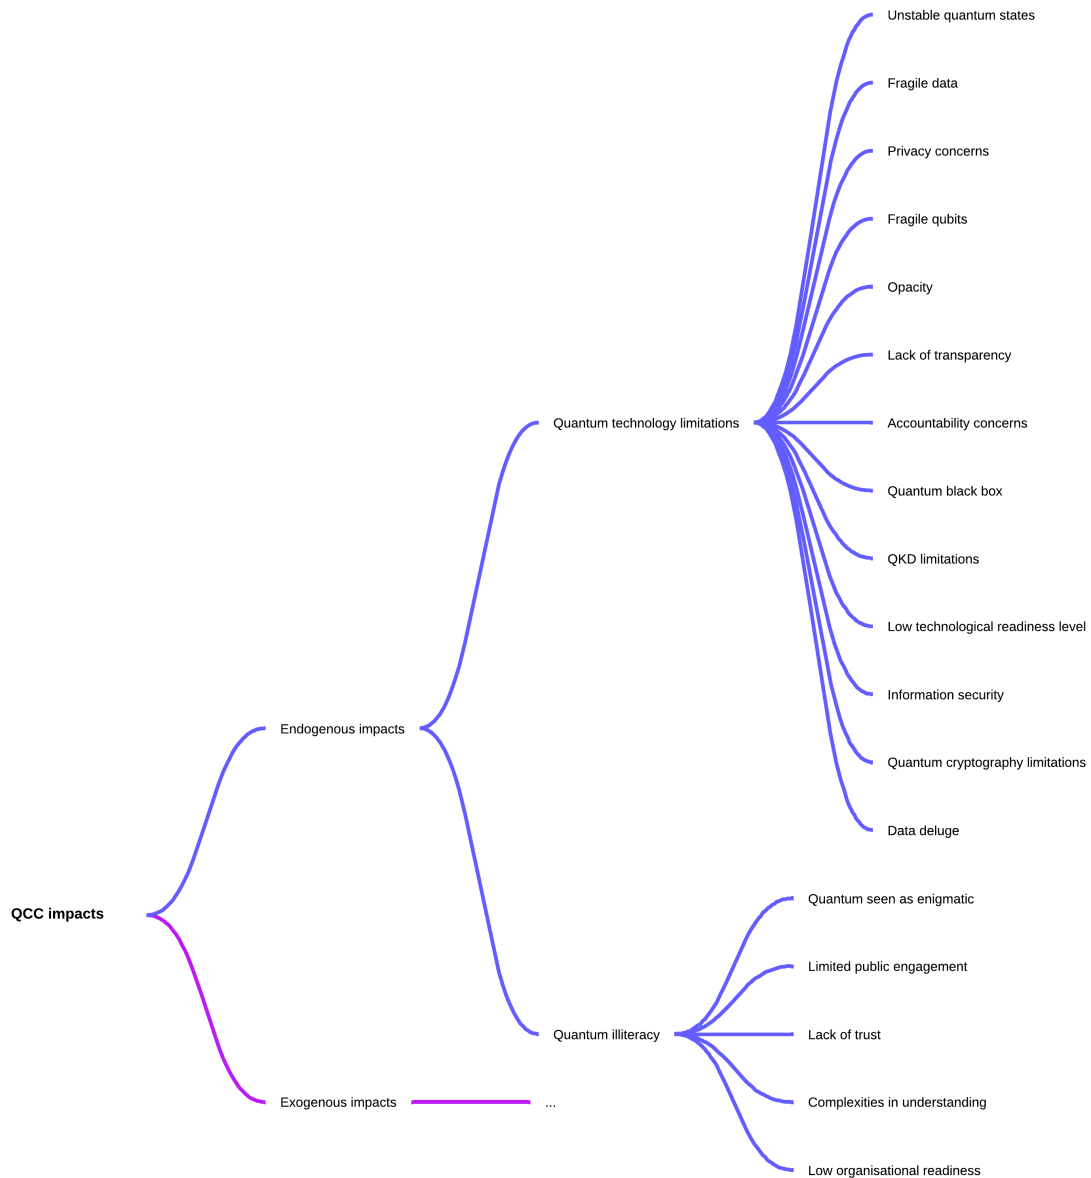 QCC impacts
Endogenous impacts
Quantum technology limitations
Unstable quantum states
Fragile data
Privacy concerns
Fragile qubits
Opacity
Lack of transparency
Accountability concerns
Quantum black box
QKD limitations
Low technological readiness level
Information security
Quantum cryptography limitations
Data deluge
Quantum illiteracy
Quantum seen as enigmatic
Limited public engagement
Lack of trust
Complexities in understanding
Low organisational readiness
Exogenous impacts
...